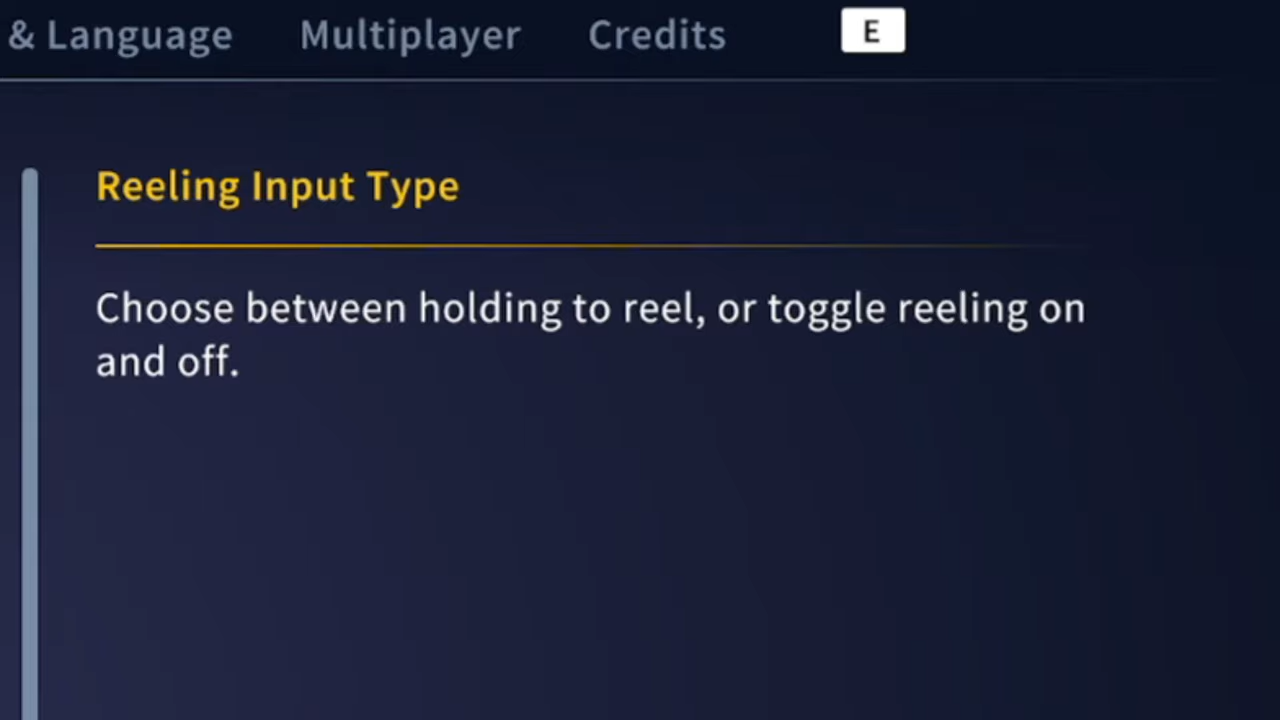 & Language Multiplayer Credits E
Reeling Input Type
Choose between holding to reel, or toggle reeling on
and off.